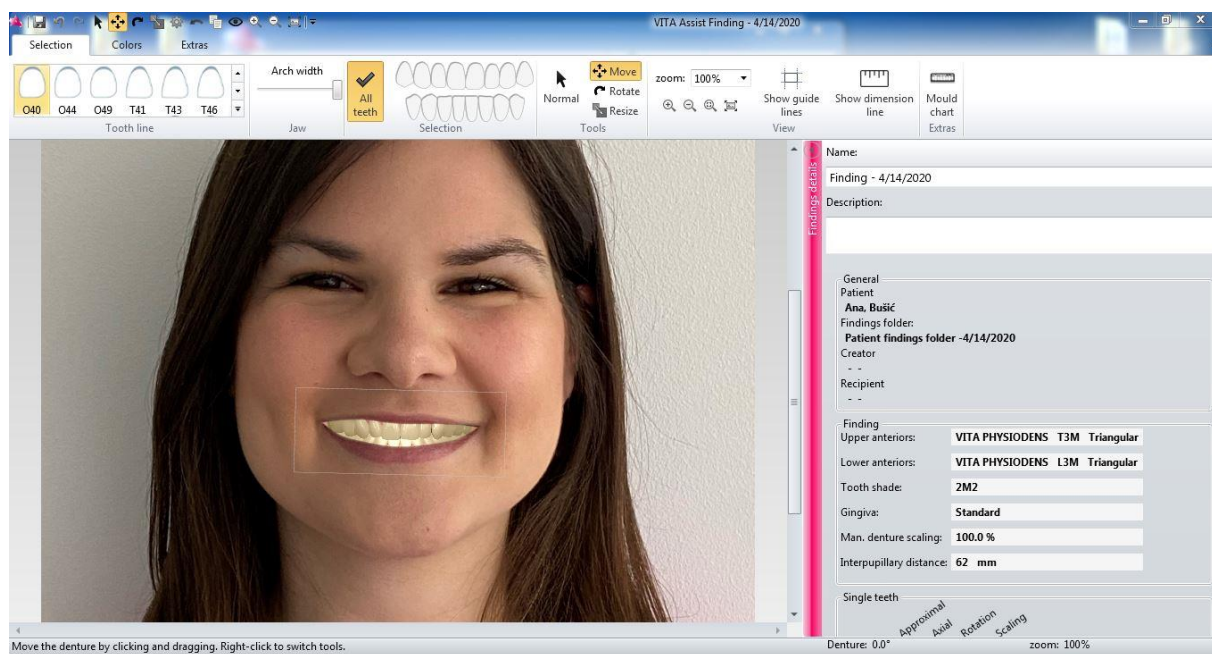 VITA Assist Finding - 4/14/2020
Selection Colors Extras
O40 O44 O49 T41 T43 T46
Tooth line
Arch width
Jaw
All teeth
Selection
Normal
Move
Rotate
Resize
Tools
zoom: 100%
Show guide lines
View
Show dimension line
Mould chart
Extras
Findings details
Name:
Finding - 4/14/2020
Description:
General
Patient
Ana, Bušić
Findings folder:
Patient findings folder -4/14/2020
Creator
- -
Recipient
- -
Finding
Upper anteriors: VITA PHYSIODENS T3M Triangular
Lower anteriors: VITA PHYSIODENS L3M Triangular
Tooth shade: 2M2
Gingiva: Standard
Man. denture scaling: 100.0 %
Interpupillary distance: 62 mm
Single teeth
Approximal
Axial
Rotation
Scaling
Move the denture by clicking and dragging. Right-click to switch tools.
Denture: 0.0° zoom: 100%